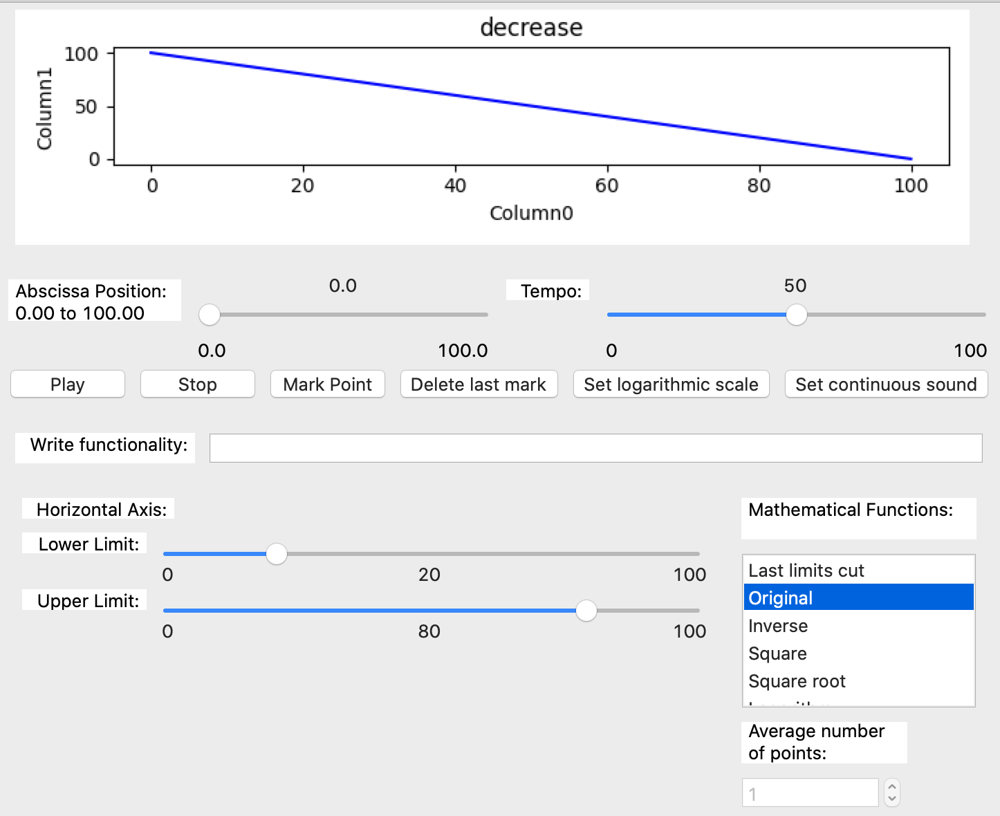 decrease
100
50
0
Column1
0 20 40 60 80 100
Column0
Abscissa Position:
0.00 to 100.00
0.0
0.0 100.0
Tempo:
50
0 100
Play Stop Mark Point Delete last mark Set logarithmic scale Set continuous sound
Write functionality:
Horizontal Axis:
Lower Limit:
0 20 100
Upper Limit:
0 80 100
Mathematical Functions:
Last limits cut
Original
Inverse
Square
Square root
Average number
of points:
1